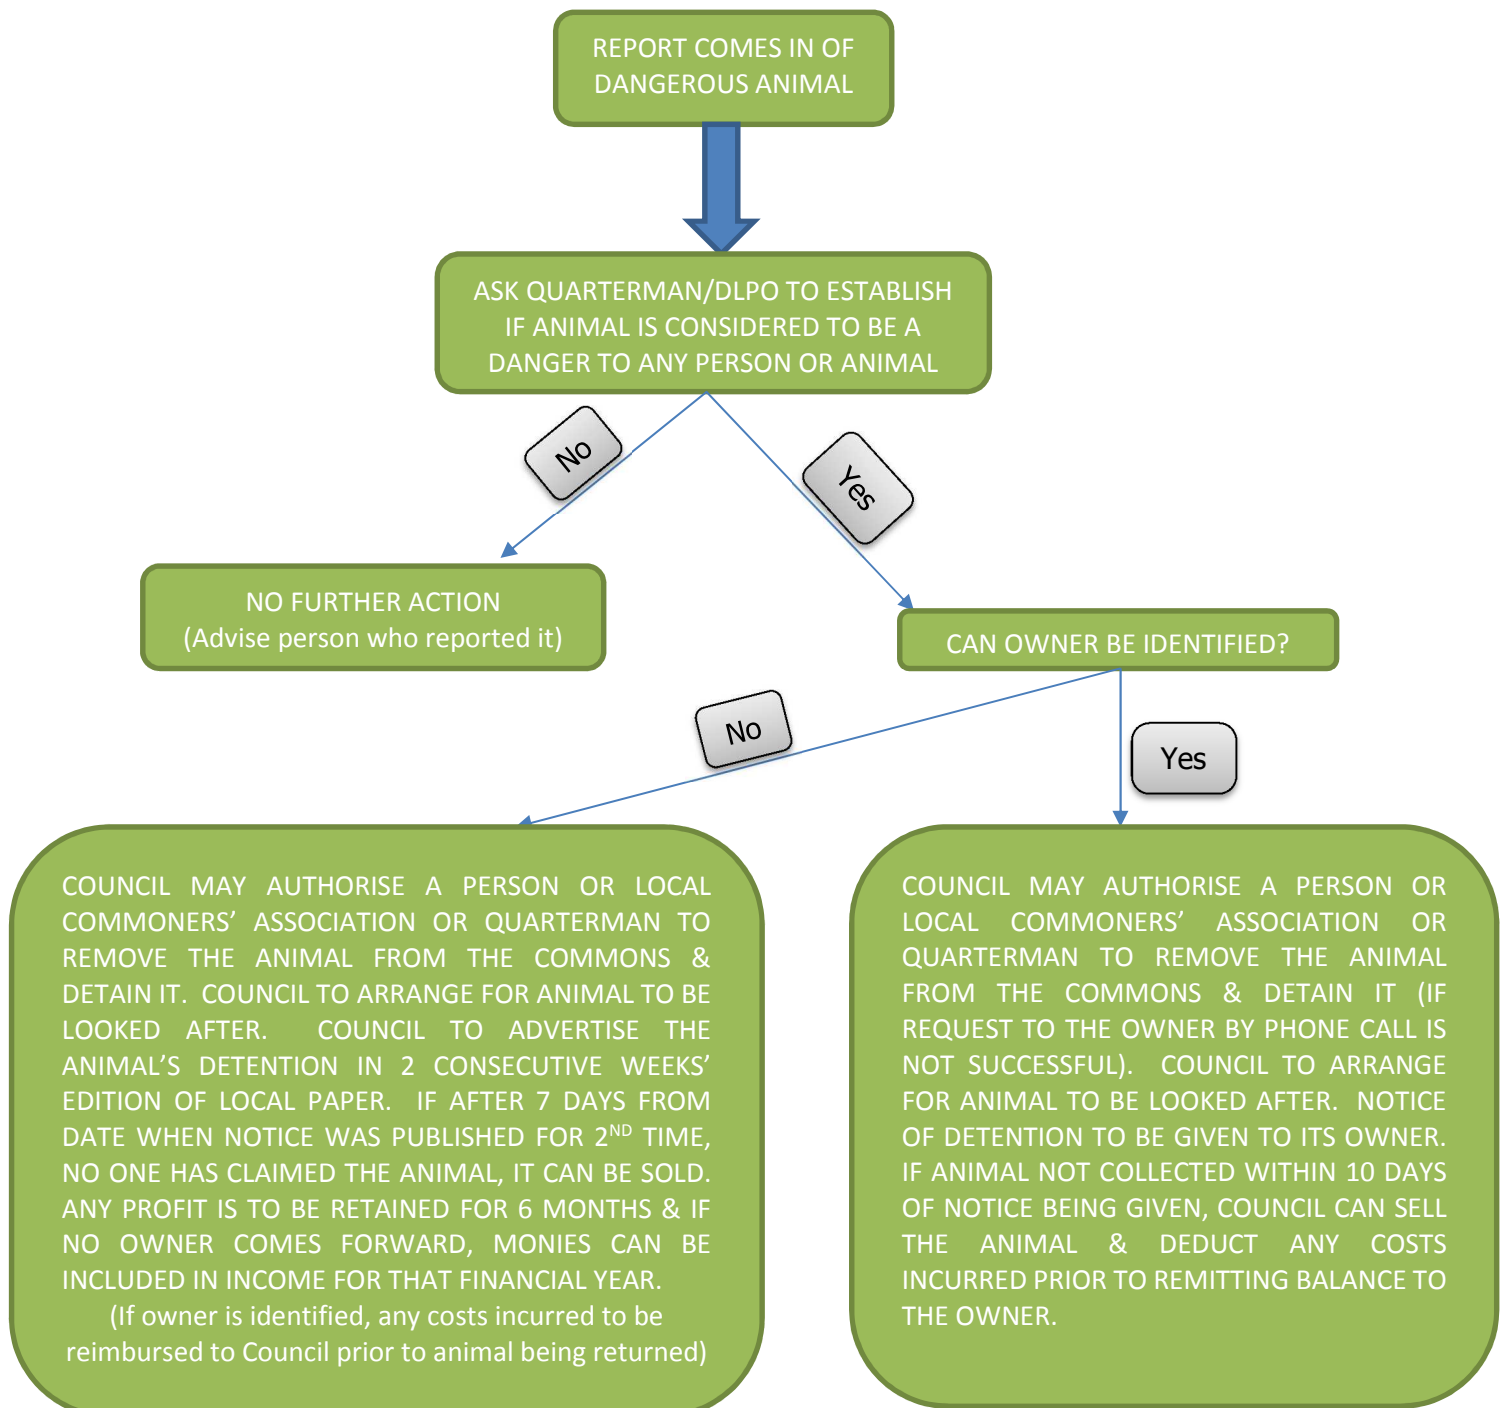 REPORT COMES IN OF
DANGEROUS ANIMAL
ASK QUARTERMAN/DLPO TO ESTABLISH
IF ANIMAL IS CONSIDERED TO BE A
DANGER TO ANY PERSON OR ANIMAL
No
Yes
NO FURTHER ACTION
(Advise person who reported it)
CAN OWNER BE IDENTIFIED?
No
Yes
COUNCIL MAY AUTHORISE A PERSON OR LOCAL
COMMONERS’ ASSOCIATION OR QUARTERMAN TO
REMOVE THE ANIMAL FROM THE COMMONS &
DETAIN IT. COUNCIL TO ARRANGE FOR ANIMAL TO BE
LOOKED AFTER. COUNCIL TO ADVERTISE THE
ANIMAL’S DETENTION IN 2 CONSECUTIVE WEEKS’
EDITION OF LOCAL PAPER. IF AFTER 7 DAYS FROM
DATE WHEN NOTICE WAS PUBLISHED FOR 2ND TIME,
NO ONE HAS CLAIMED THE ANIMAL, IT CAN BE SOLD.
ANY PROFIT IS TO BE RETAINED FOR 6 MONTHS & IF
NO OWNER COMES FORWARD, MONIES CAN BE
INCLUDED IN INCOME FOR THAT FINANCIAL YEAR.
(If owner is identified, any costs incurred to be
reimbursed to Council prior to animal being returned)
COUNCIL MAY AUTHORISE A PERSON OR
LOCAL COMMONERS’ ASSOCIATION OR
QUARTERMAN TO REMOVE THE ANIMAL
FROM THE COMMONS & DETAIN IT (IF
REQUEST TO THE OWNER BY PHONE CALL IS
NOT SUCCESSFUL). COUNCIL TO ARRANGE
FOR ANIMAL TO BE LOOKED AFTER. NOTICE
OF DETENTION TO BE GIVEN TO ITS OWNER.
IF ANIMAL NOT COLLECTED WITHIN 10 DAYS
OF NOTICE BEING GIVEN, COUNCIL CAN SELL
THE ANIMAL & DEDUCT ANY COSTS
INCURRED PRIOR TO REMITTING BALANCE TO
THE OWNER.